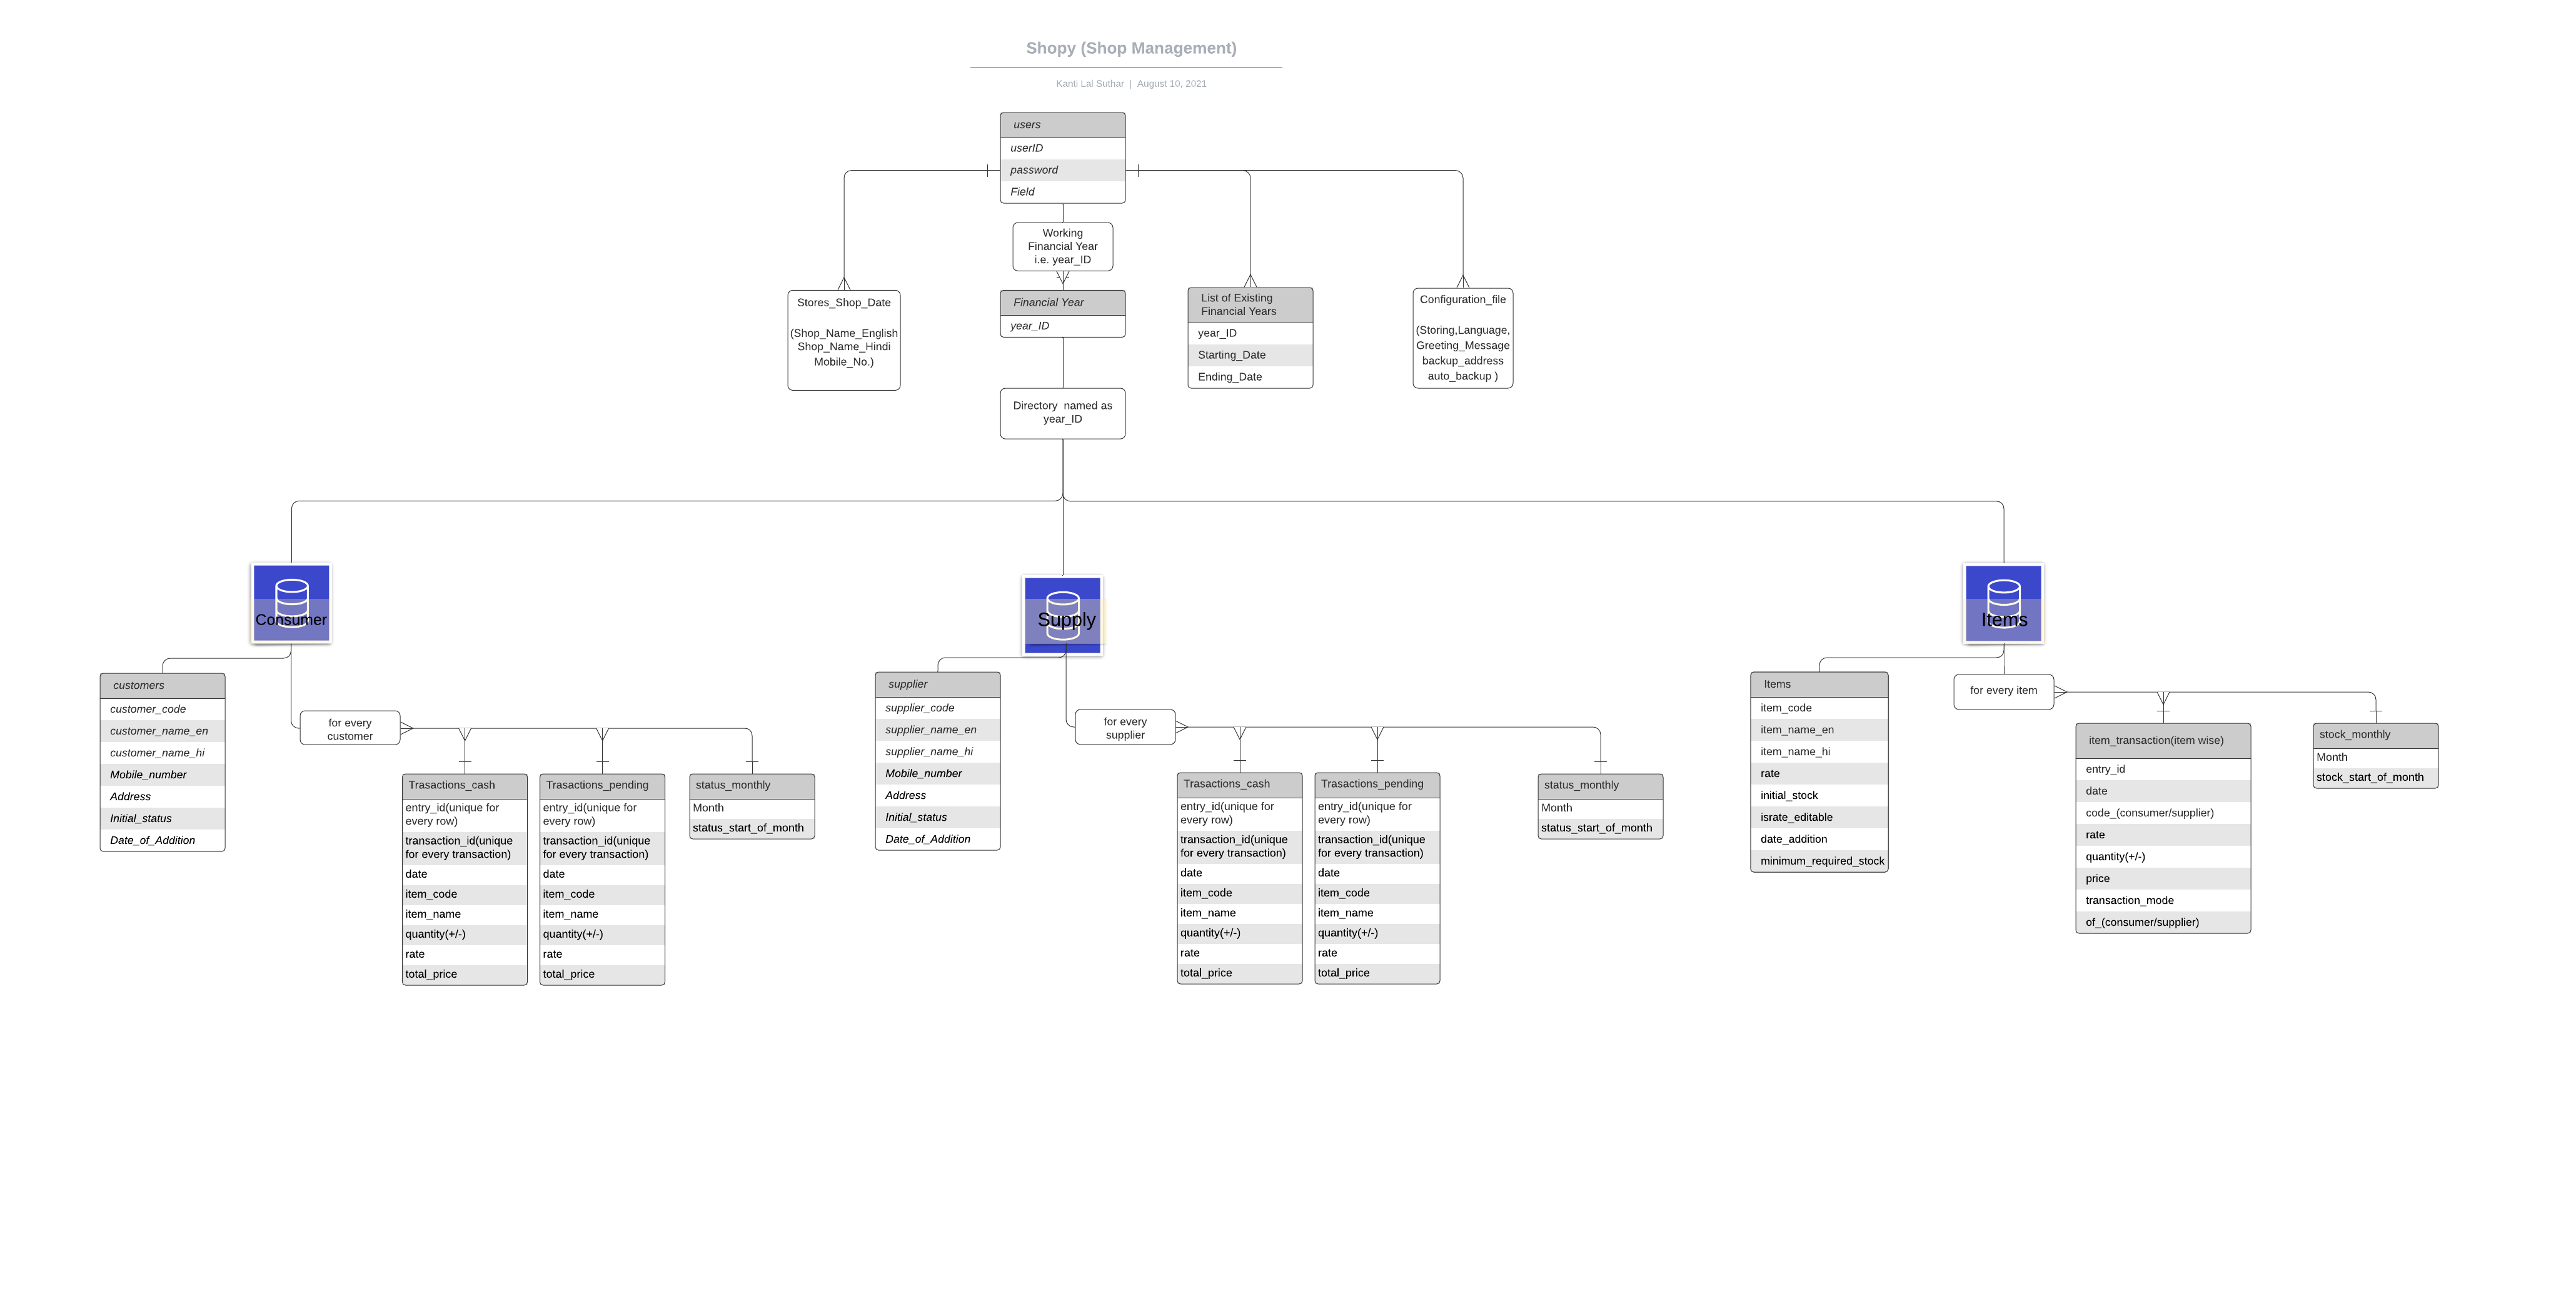 Shopy (Shop Management)
Kanti Lal Suthar | August 10, 2021
users
userID
password
Field
Working
Financial Year
i.e. year_ID
Stores_Shop_Date
(Shop_Name_English
Shop_Name_Hindi
Mobile_No.)
Financial Year
year_ID
List of Existing
Financial Years
year_ID
Starting_Date
Ending_Date
Configuration_file
(Storing,Language,
Greeting_Message
backup_address
auto_backup )
Directory named as
year_ID
Consumer
Supply
Items
customers
customer_code
customer_name_en
customer_name_hi
Mobile_number
Address
Initial_status
Date_of_Addition
for every
customer
Trasactions_cash
entry_id(unique for
every row)
transaction_id(unique
for every transaction)
date
item_code
item_name
quantity(+/-)
rate
total_price
Trasactions_pending
entry_id(unique for
every row)
transaction_id(unique
for every transaction)
date
item_code
item_name
quantity(+/-)
rate
total_price
status_monthly
Month
status_start_of_month
supplier
supplier_code
supplier_name_en
supplier_name_hi
Mobile_number
Address
Initial_status
Date_of_Addition
for every
supplier
Trasactions_cash
entry_id(unique for
every row)
transaction_id(unique
for every transaction)
date
item_code
item_name
quantity(+/-)
rate
total_price
Trasactions_pending
entry_id(unique for
every row)
transaction_id(unique
for every transaction)
date
item_code
item_name
quantity(+/-)
rate
total_price
status_monthly
Month
status_start_of_month
Items
item_code
item_name_en
item_name_hi
rate
initial_stock
israte_editable
date_addition
minimum_required_stock
for every item
item_transaction(item wise)
entry_id
date
code_(consumer/supplier)
rate
quantity(+/-)
price
transaction_mode
of_(consumer/supplier)
stock_monthly
Month
stock_start_of_month